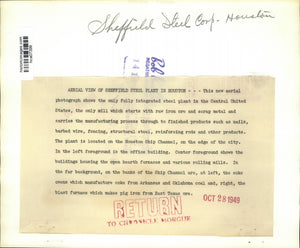 Sheffield Steel Corp. Houston
AERIAL VIEW OF SHEFFIELD STEEL PLANT IN HOUSTON - - - This new aerial
photograph shows the only fully integrated steel plant in the Central United
States, the only mill which starts with raw iron ore and scrap metal and
carries the manufacturing process through to finished products such as nails,
barbed wire, fencing, structural steel, reinforcing rods and other products.
The plant is located on the Houston Ship Channel, on the edge of the city.
In the left foreground is the office building. Center foreground shows the
buildings housing the open hearth furnaces and various rolling mills. In
the far background, on the banks of the Ship Channel are, at left, the coke
ovens which manufacture coke from Arkansas and Oklahoma coal and, right, the
blast furnace which makes pig iron from East Texas ore.
OCT 28 1949
RETURN
TO CHRONICLE MORGUE